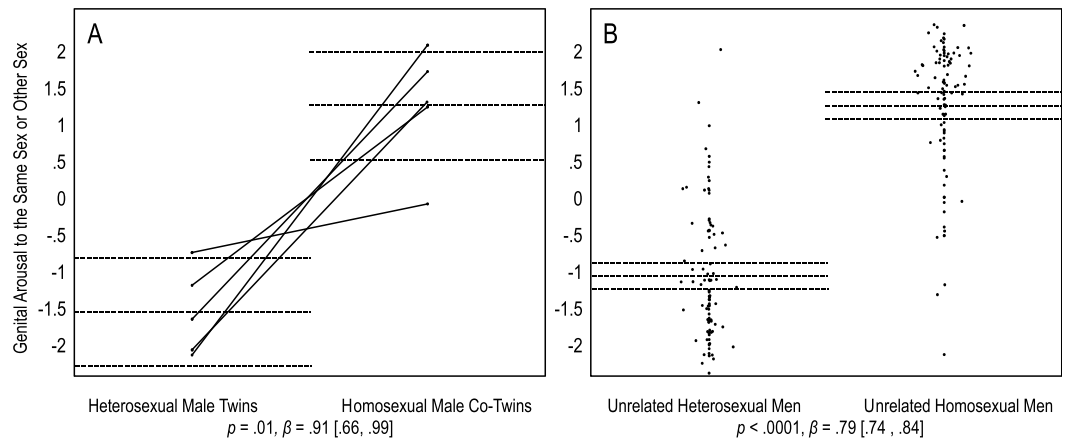 A
B
Genital Arousal to the Same Sex or Other Sex
2
1.5
1
.5
0
-.5
-1
-1.5
-2
2
1.5
1
.5
0
-.5
-1
-1.5
-2
Heterosexual Male Twins Homosexual Male Co-Twins
p = .01, β = .91 [.66, .99]
Unrelated Heterosexual Men Unrelated Homosexual Men
p < .0001, β = .79 [.74 , .84]